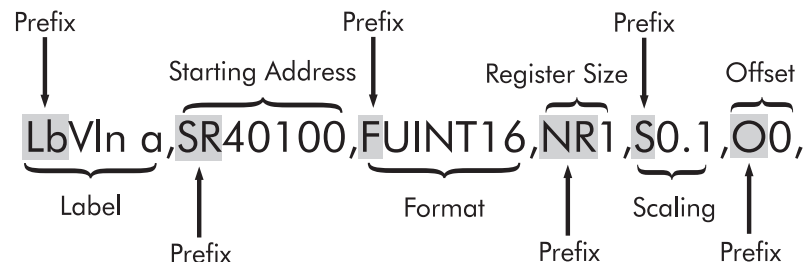 Prefix Prefix Prefix
Starting Address Register Size Offset
LbVln a,SR40100,FUINT16,NR1,S0.1,O0,
Label Format Scaling
Prefix Prefix Prefix